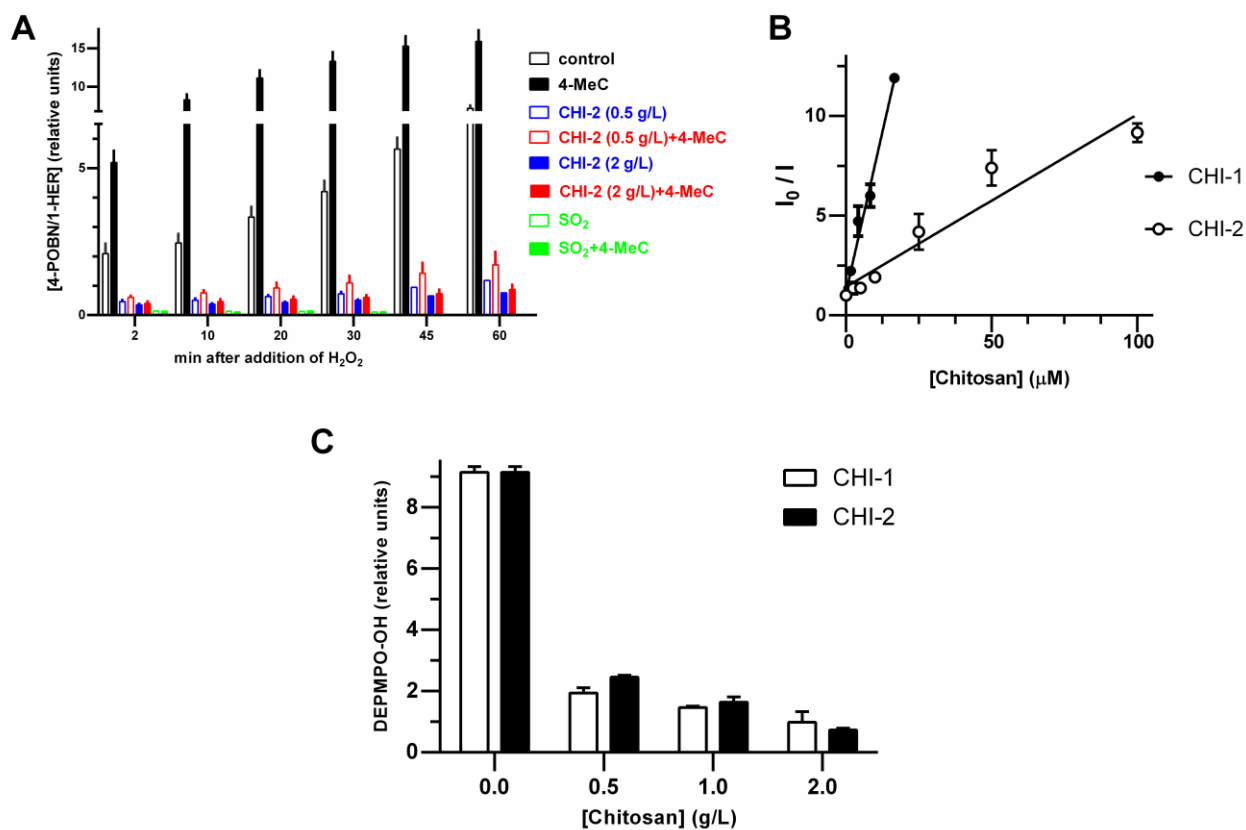 A
[4-POBN/1-HER] (relative units)
15
10
5
0
2
10
20
30
45
60
min after addition of H₂O₂
control
4-MeC
CHI-2 (0.5 g/L)
CHI-2 (0.5 g/L)+4-MeC
CHI-2 (2 g/L)
CHI-2 (2 g/L)+4-MeC
SO₂
SO₂+4-MeC
B
I₀ / I
10
5
0
0
50
100
[Chitosan] (μM)
CHI-1
CHI-2
C
DEPMPO-OH (relative units)
8
6
4
2
0
0.0
0.5
1.0
2.0
[Chitosan] (g/L)
CHI-1
CHI-2